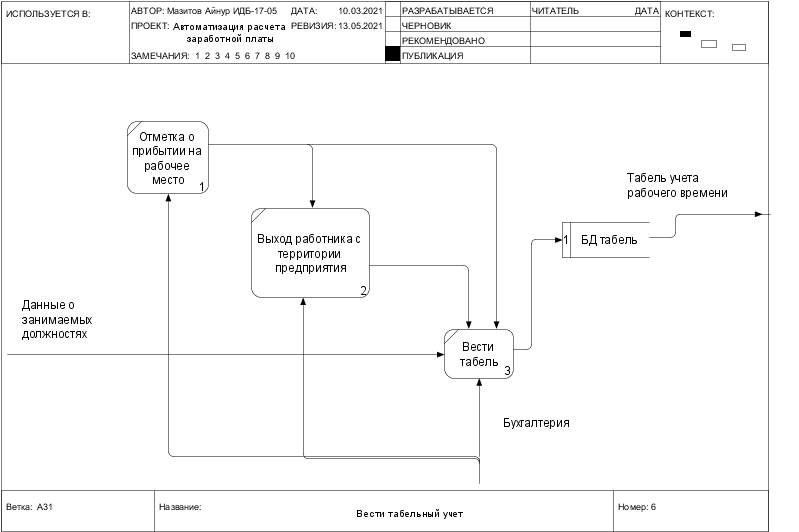 ИСПОЛЬЗУЕТСЯ В:
АВТОР: Мазитов Айнур ИДБ-17-05 ДАТА: 10.03.2021
ПРОЕКТ: Автоматизация расчета заработной платы РЕВИЗИЯ: 13.05.2021
ЗАМЕЧАНИЯ: 1 2 3 4 5 6 7 8 9 10
РАЗРАБАТЫВАЕТСЯ
ЧЕРНОВИК
РЕКОМЕНДОВАНО
ПУБЛИКАЦИЯ
ЧИТАТЕЛЬ ДАТА
КОНТЕКСТ:
Отметка о
прибытии на
рабочее
место
1
Табель учета
рабочего времени
Выход работника с
территории
предприятия
2
1 БД табель
Данные о
занимаемых
должностях
Вести
табель
3
Бухгалтерия
Ветка: А31
Название:
Вести табельный учет
Номер: 6